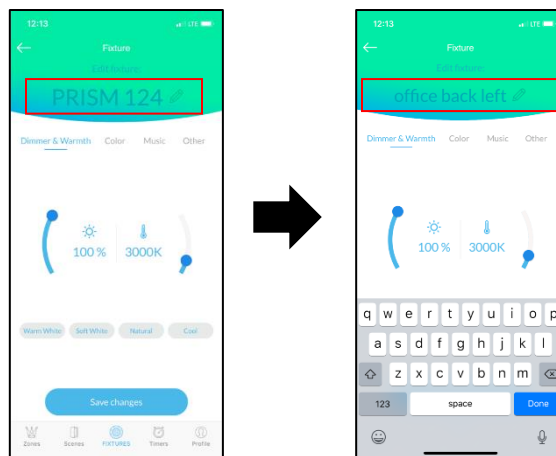 12:13 LTE
Fixture
Edit fixture:
PRISM 124
Dimmer & Warmth Color Music Other
100 % 3000K
Warm White Soft White Natural Cool
Save changes
Zones Scenes FIXTURES Timers Profile
12:13 LTE
Fixture
Edit fixture:
office back left
Dimmer & Warmth Color Music Other
100 % 3000K
q w e r t y u i o p
a s d f g h j k l
z x c v b n m
123 space Done